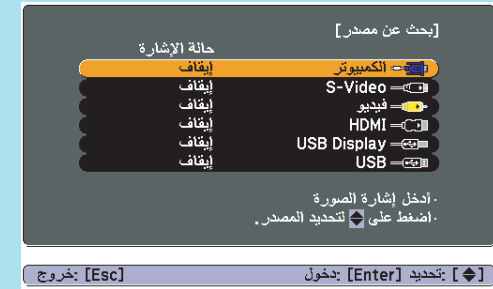 [بحث عن مصدر]
حالة الإشارة
الكمبيوتر إيقاف
S-Video إيقاف
فيديو إيقاف
HDMI إيقاف
USB Display إيقاف
USB إيقاف
·أدخل إشارة الصورة
·اضغط على لتحديد المصدر.
[ ] :تحديد [Enter] :دخول [Esc] :خروج